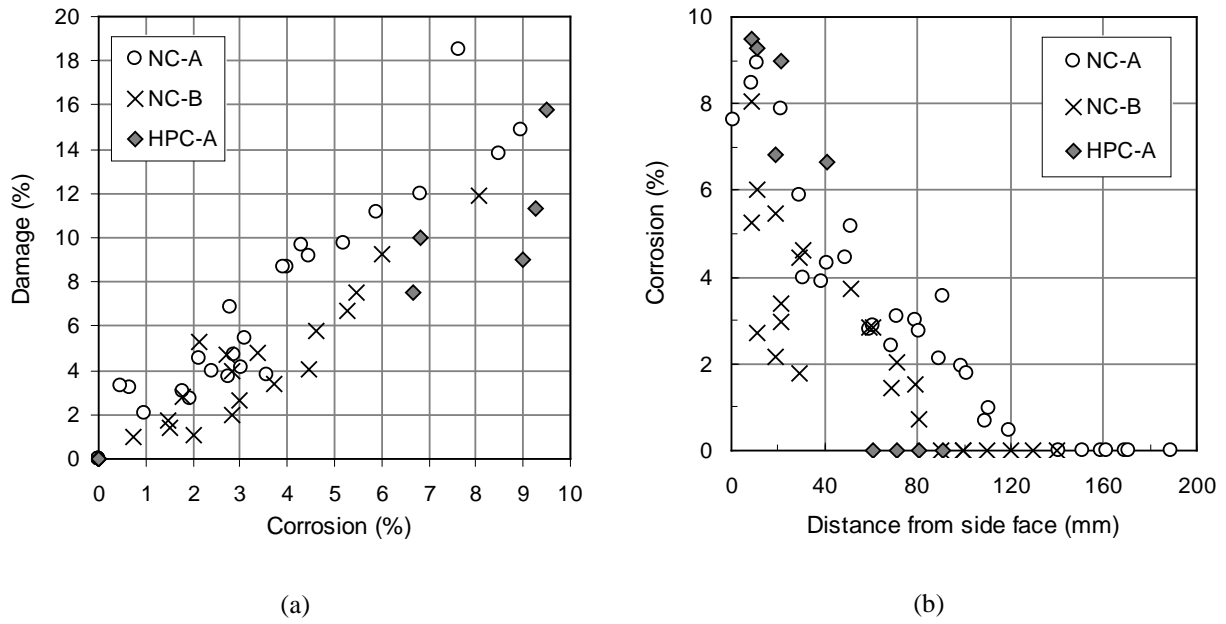 20
18
16
14
12
10
8
6
4
2
0
Damage (%)
NC-A
NC-B
HPC-A
0 1 2 3 4 5 6 7 8 9 10
Corrosion (%)
(a)
10
8
6
4
2
0
Corrosion (%)
NC-A
NC-B
HPC-A
0 40 80 120 160 200
Distance from side face (mm)
(b)